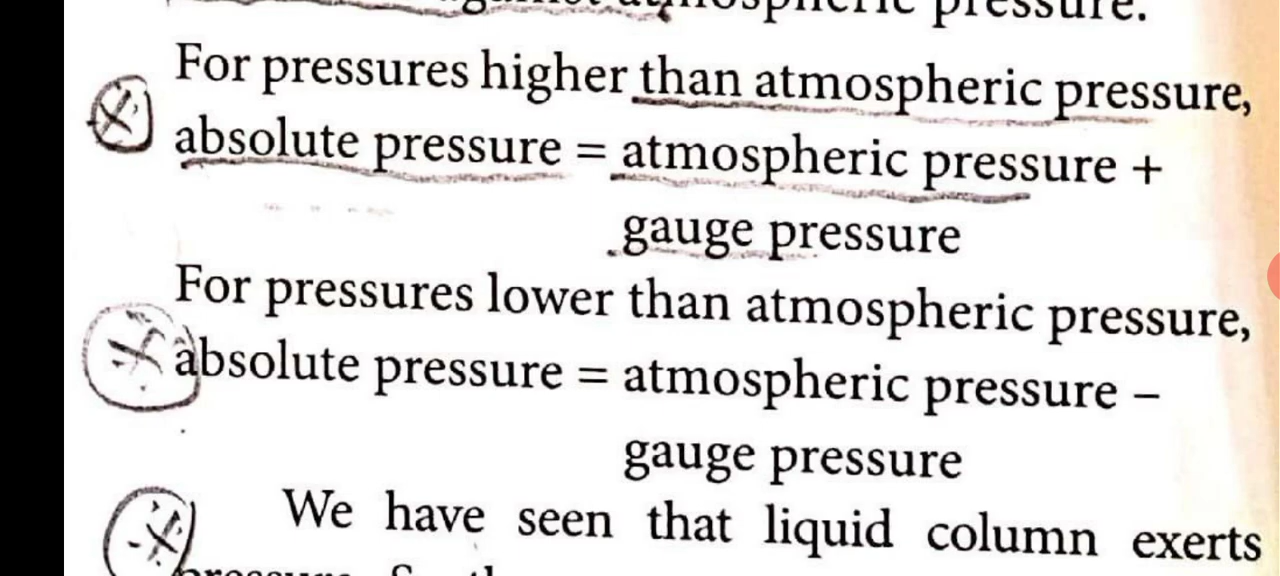 pressure.
For pressures higher than atmospheric pressure,
absolute pressure = atmospheric pressure +
gauge pressure
For pressures lower than atmospheric pressure,
absolute pressure = atmospheric pressure −
gauge pressure
We have seen that liquid column exerts